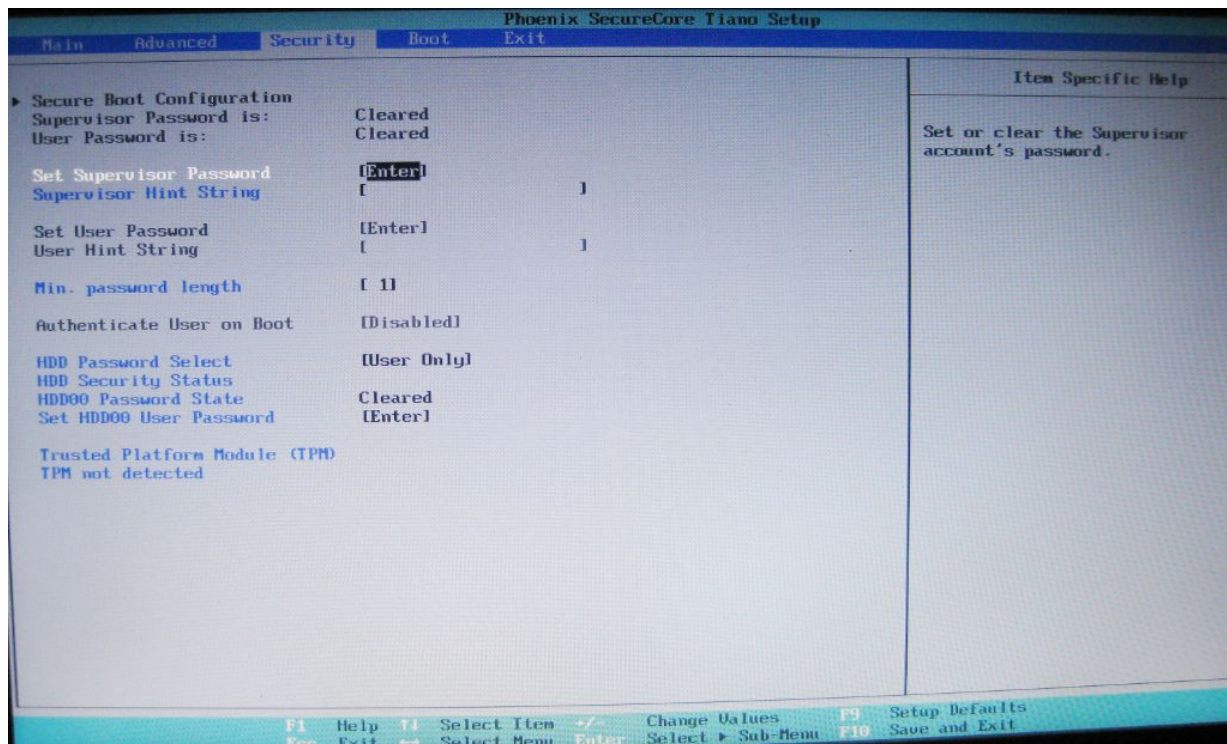 Phoenix SecureCore Tiano Setup
Main Advanced Security Boot Exit
Item Specific Help
▶ Secure Boot Configuration
Supervisor Password is: Cleared
User Password is: Cleared
Set or clear the Supervisor
account's password.
Set Supervisor Password [Enter]
Supervisor Hint String [ ]
Set User Password [Enter]
User Hint String [ ]
Min. password length [ 1]
Authenticate User on Boot [Disabled]
HDD Password Select [User Only]
HDD Security Status
HDD00 Password State Cleared
Set HDD00 User Password [Enter]
Trusted Platform Module (TPM)
TPM not detected
F1 Help ↑↓ Select Item +/- Change Values F9 Setup Defaults
Esc Exit ↔ Select Menu Enter Select ▶ Sub-Menu F10 Save and Exit